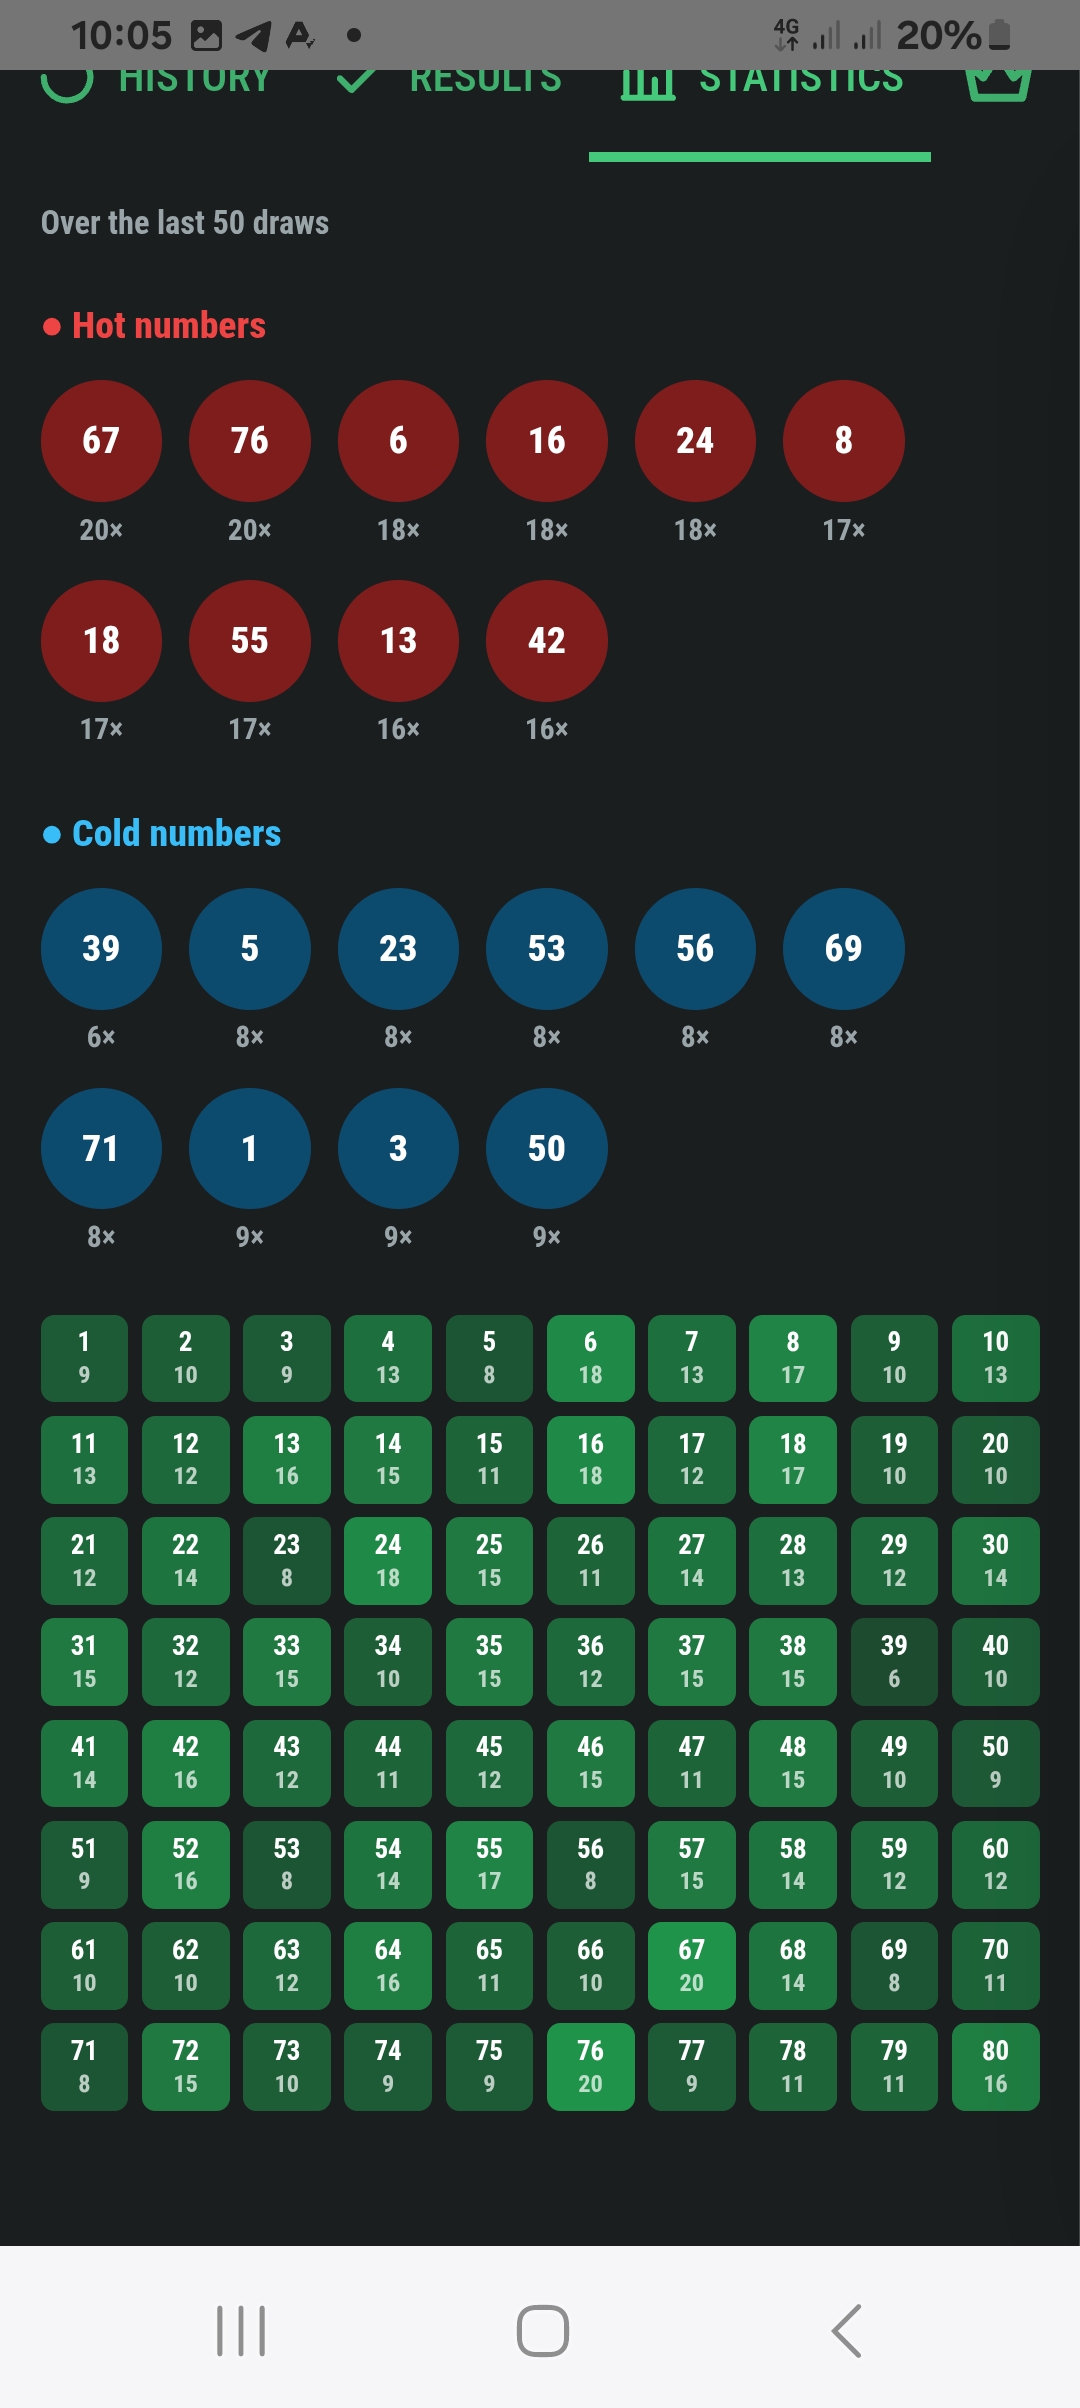 10:05 4G 20%
HISTORY RESULTS STATISTICS
Over the last 50 draws
Hot numbers
67 76 6 16 24 8
20× 20× 18× 18× 18× 17×
18 55 13 42
17× 17× 16× 16×
Cold numbers
39 5 23 53 56 69
6× 8× 8× 8× 8× 8×
71 1 3 50
8× 9× 9× 9×
1 2 3 4 5 6 7 8 9 10
9 10 9 13 8 18 13 17 10 13
11 12 13 14 15 16 17 18 19 20
13 12 16 15 11 18 12 17 10 10
21 22 23 24 25 26 27 28 29 30
12 14 8 18 15 11 14 13 12 14
31 32 33 34 35 36 37 38 39 40
15 12 15 10 15 12 15 15 6 10
41 42 43 44 45 46 47 48 49 50
14 16 12 11 12 15 11 15 10 9
51 52 53 54 55 56 57 58 59 60
9 16 8 14 17 8 15 14 12 12
61 62 63 64 65 66 67 68 69 70
10 10 12 16 11 10 20 14 8 11
71 72 73 74 75 76 77 78 79 80
8 15 10 9 9 20 9 11 11 16